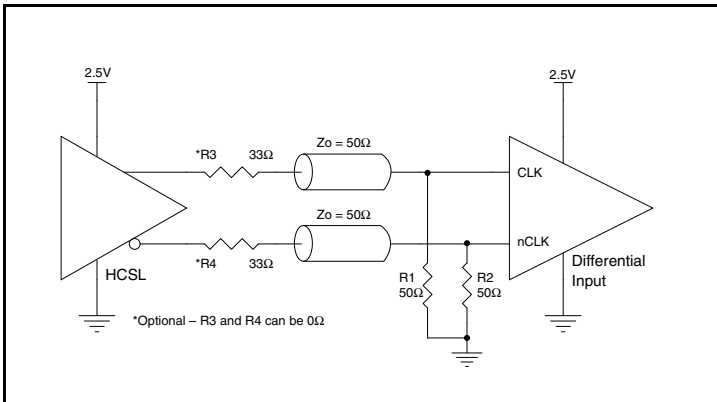 2.5V
2.5V
*R3
33Ω
Zo = 50Ω
CLK
Zo = 50Ω
nCLK
HCSL
*R4
33Ω
R1
50Ω
R2
50Ω
Differential
Input
*Optional – R3 and R4 can be 0Ω